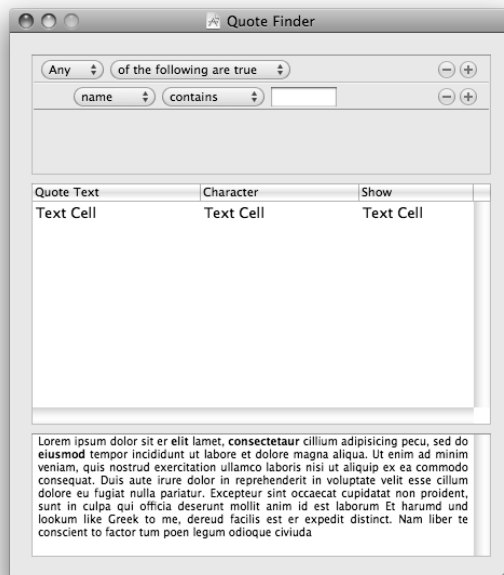 Quote Finder
Any of the following are true
name contains
Quote Text Character Show
Text Cell Text Cell Text Cell
Lorem ipsum dolor sit er elit lamet, consectetaur cillium adipisicing pecu, sed do
eiusmod tempor incididunt ut labore et dolore magna aliqua. Ut enim ad minim
veniam, quis nostrud exercitation ullamco laboris nisi ut aliquip ex ea commodo
consequat. Duis aute irure dolor in reprehenderit in voluptate velit esse cillum
dolore eu fugiat nulla pariatur. Excepteur sint occaecat cupidatat non proident,
sunt in culpa qui officia deserunt mollit anim id est laborum Et harumd und
lookum like Greek to me, dereud facilis est er expedit distinct. Nam liber te
conscient to factor tum poen legum odioque civiuda